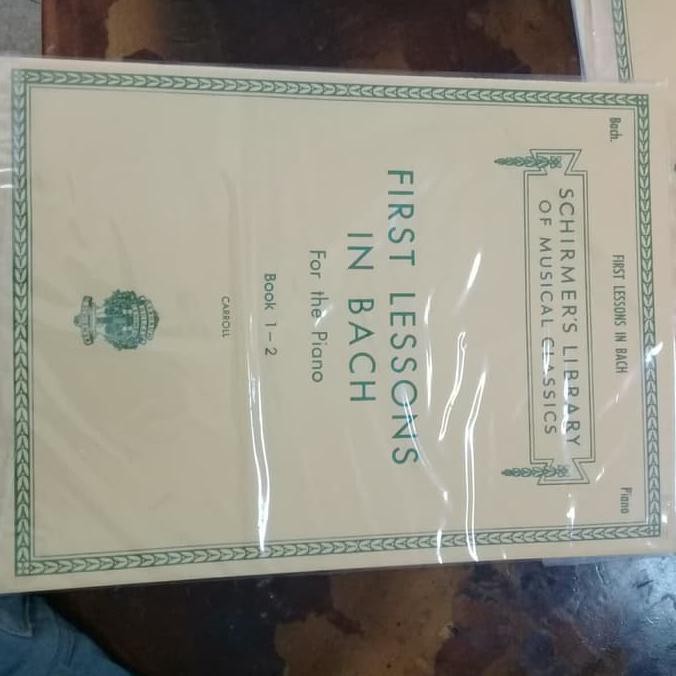 Bach.
FIRST LESSONS IN BACH
Piano
SCHIRMER'S LIBRARY
OF MUSICAL CLASSICS
FIRST LESSONS
IN BACH
For the Piano
Book 1-2
CARROLL